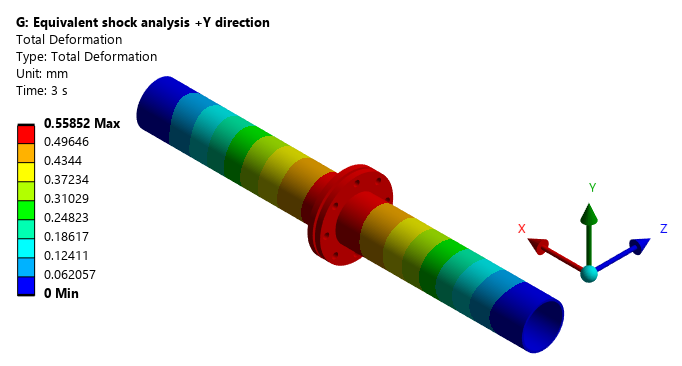 G: Equivalent shock analysis +Y direction
Total Deformation
Type: Total Deformation
Unit: mm
Time: 3 s
0.55852 Max
0.49646
0.4344
0.37234
0.31029
0.24823
0.18617
0.12411
0.062057
0 Min
Y
X
Z